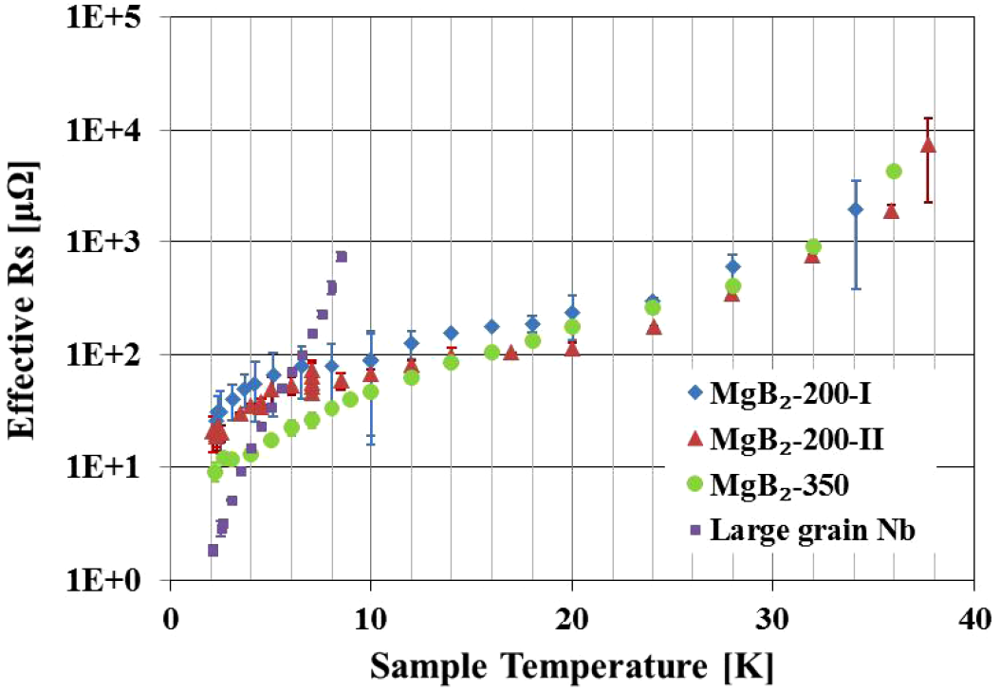 1E+5
1E+4
1E+3
1E+2
1E+1
1E+0
Effective Rs [μΩ]
MgB₂-200-I
MgB₂-200-II
MgB₂-350
Large grain Nb
0 10 20 30 40
Sample Temperature [K]